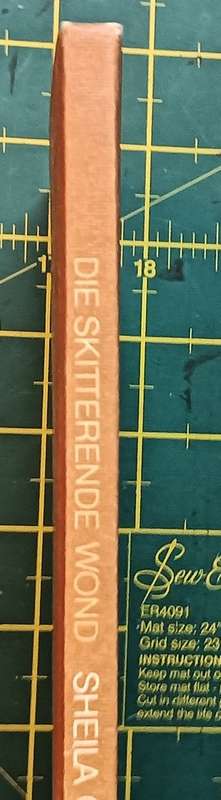 DIE SKITTERENDE WOND SHEILA
18
Sew E
ER4091
Mat size: 24"
Grid size: 23
INSTRUCTION
Keep mat out o
Store mat flat
Cut in different
extend the life